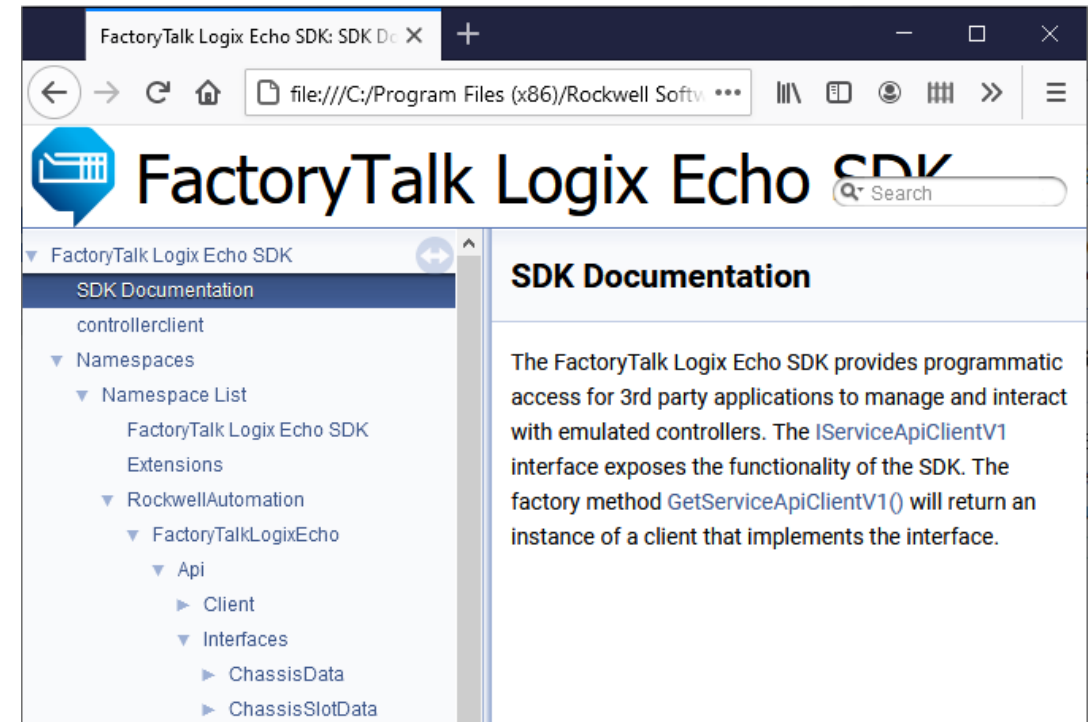 FactoryTalk Logix Echo SDK: SDK Do
file:///C:/Program Files (x86)/Rockwell Softw
FactoryTalk Logix Echo SDK
Search
FactoryTalk Logix Echo SDK
SDK Documentation
controllerclient
Namespaces
Namespace List
FactoryTalk Logix Echo SDK
Extensions
RockwellAutomation
FactoryTalkLogixEcho
Api
Client
Interfaces
ChassisData
ChassisSlotData
SDK Documentation
The FactoryTalk Logix Echo SDK provides programmatic
access for 3rd party applications to manage and interact
with emulated controllers. The IServiceApiClientV1
interface exposes the functionality of the SDK. The
factory method GetServiceApiClientV1() will return an
instance of a client that implements the interface.